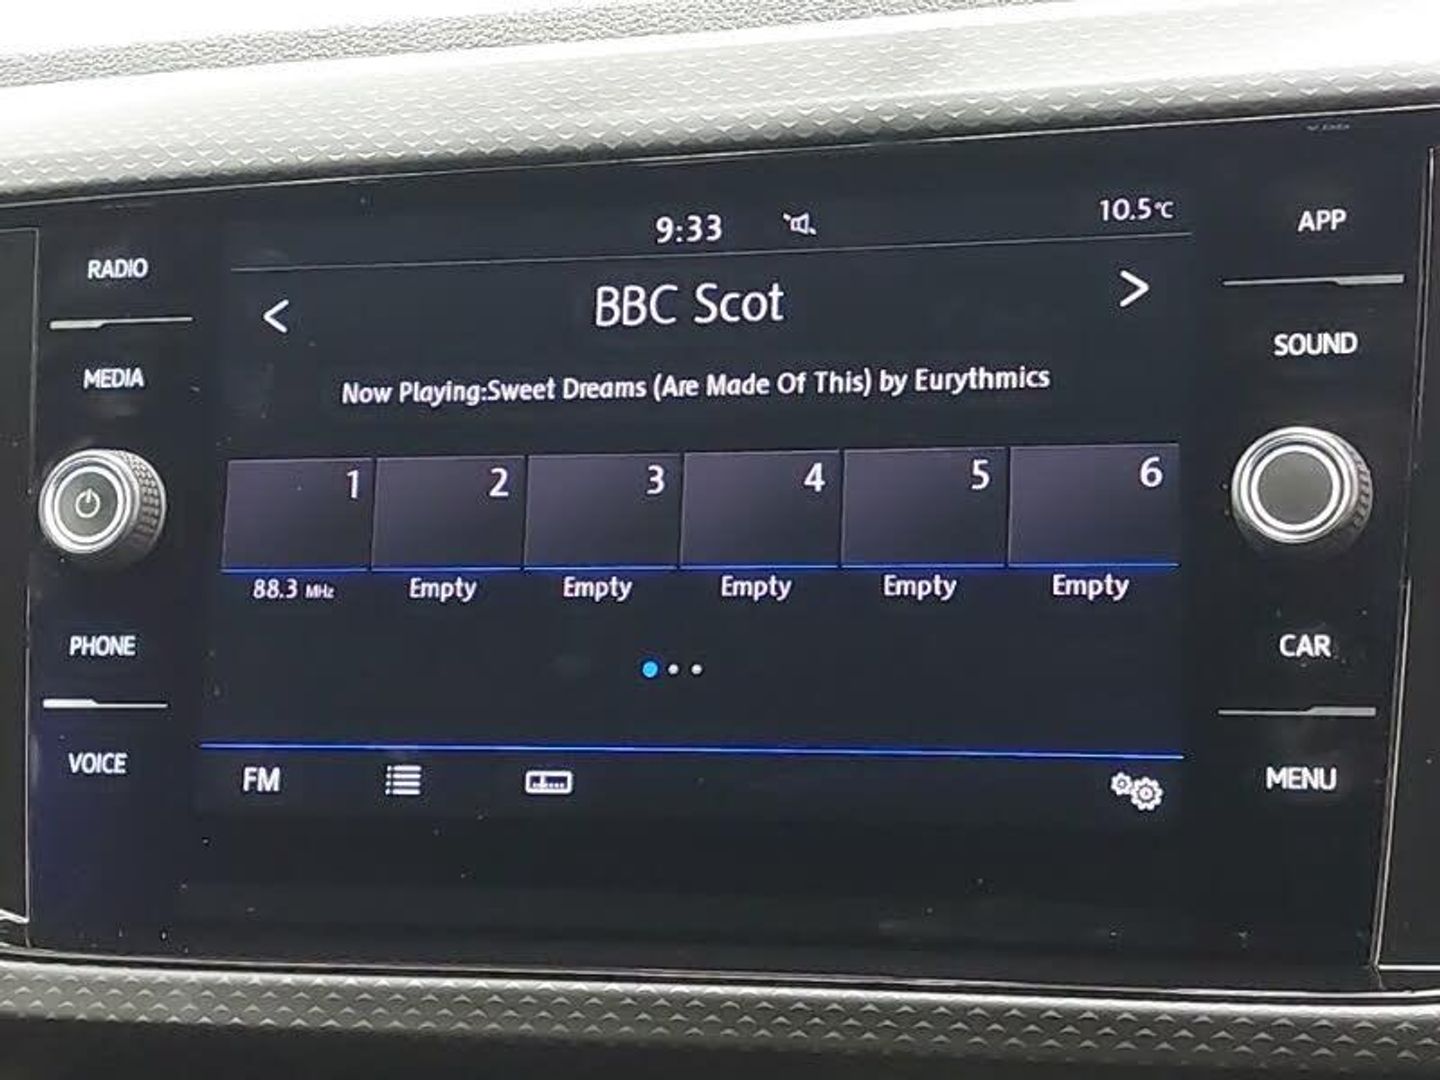 9:33
10.5°C
APP
RADIO
BBC Scot
SOUND
MEDIA
Now Playing:Sweet Dreams (Are Made Of This) by Eurythmics
1 2 3 4 5 6
88.3 MHz Empty Empty Empty Empty Empty
PHONE
CAR
VOICE
FM
MENU